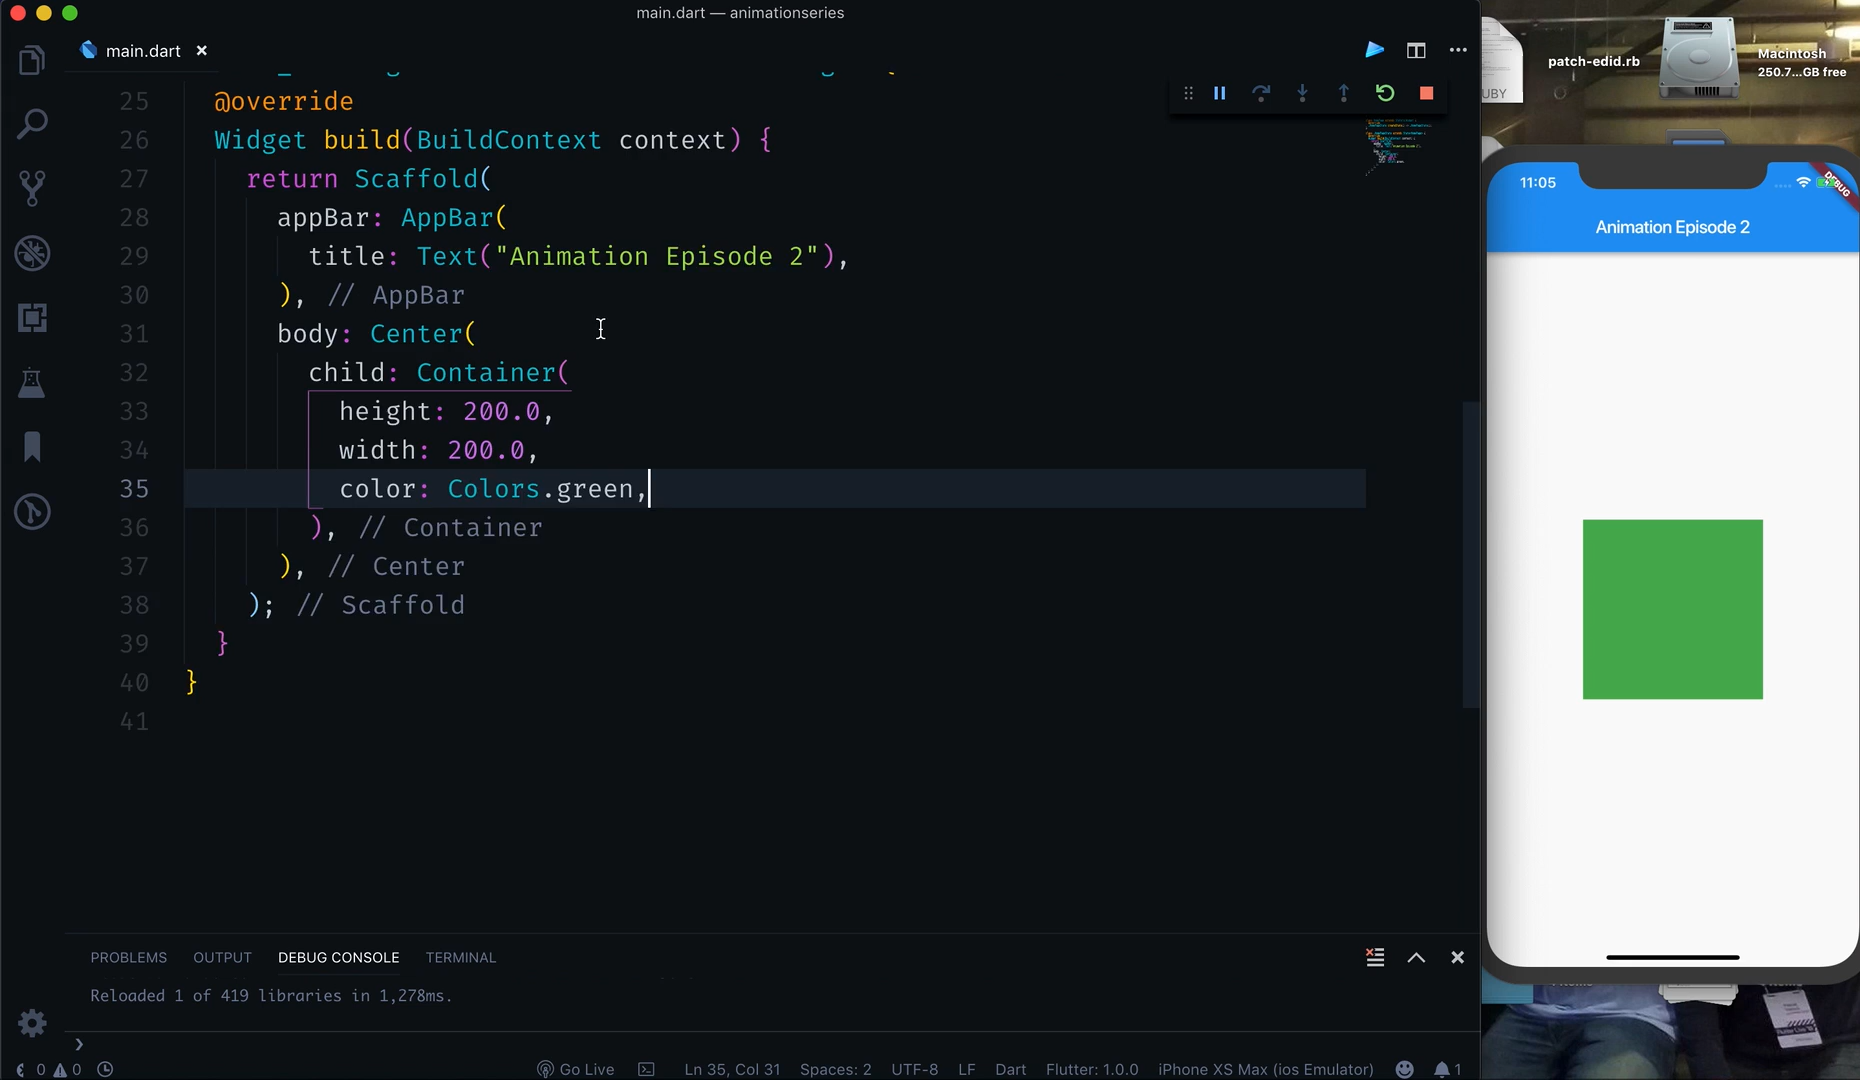 main.dart — animationseries
main.dart
25 @override
26 Widget build(BuildContext context) {
27 return Scaffold(
28 appBar: AppBar(
29 title: Text("Animation Episode 2"),
30 ), // AppBar
31 body: Center(
32 child: Container(
33 height: 200.0,
34 width: 200.0,
35 color: Colors.green,
36 ), // Container
37 ), // Center
38 ); // Scaffold
39 }
40 }
41
PROBLEMS OUTPUT DEBUG CONSOLE TERMINAL
Reloaded 1 of 419 libraries in 1,278ms.
0 0 Go Live Ln 35, Col 31 Spaces: 2 UTF-8 LF Dart Flutter: 1.0.0 iPhone XS Max (ios Emulator) 1
patch-edid.rb
UBY
Macintosh
250.7...GB free
11:05
DEBUG
Animation Episode 2